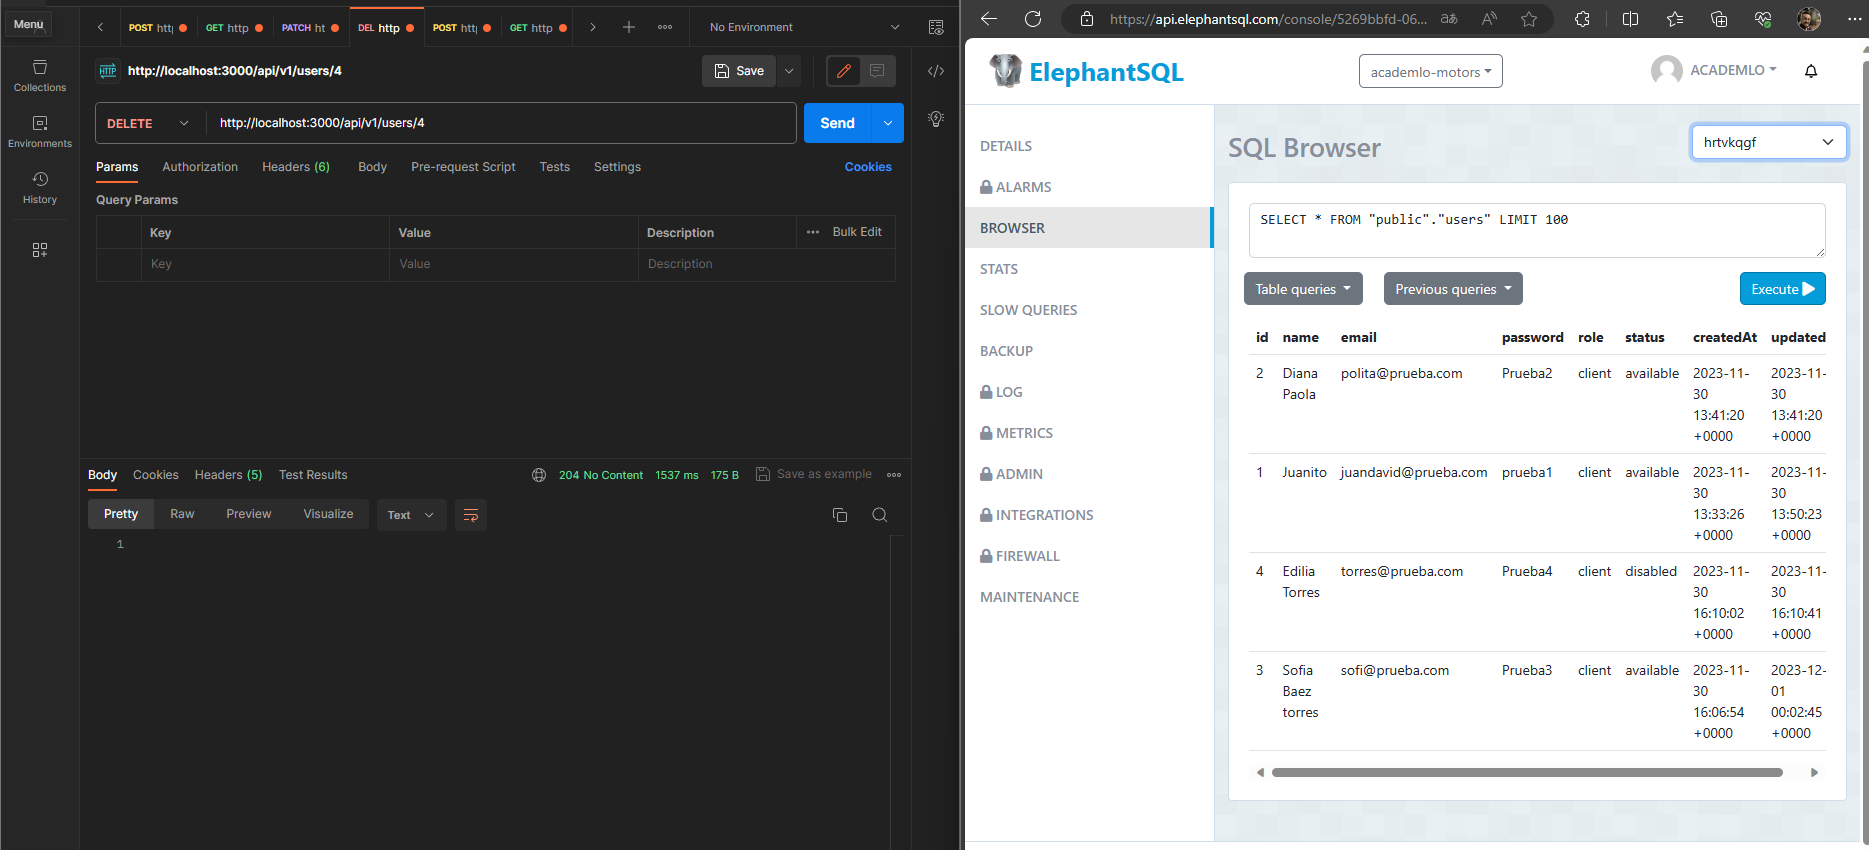 Menu
POST http
GET http
PATCH ht
DEL http
POST http
GET http
No Environment
Collections
Environments
History
HTTP
http://localhost:3000/api/v1/users/4
Save
DELETE
http://localhost:3000/api/v1/users/4
Send
Params
Authorization
Headers (6)
Body
Pre-request Script
Tests
Settings
Cookies
Query Params
Key
Value
Description
Bulk Edit
Key
Value
Description
Body
Cookies
Headers (5)
Test Results
204 No Content
1537 ms
175 B
Save as example
Pretty
Raw
Preview
Visualize
Text
1
https://api.elephantsql.com/console/5269bbfd-06...
ElephantSQL
academlo-motors
ACADEMLO
DETAILS
ALARMS
BROWSER
STATS
SLOW QUERIES
BACKUP
LOG
METRICS
ADMIN
INTEGRATIONS
FIREWALL
MAINTENANCE
SQL Browser
hrtvkqgf
SELECT * FROM "public"."users" LIMIT 100
Table queries
Previous queries
Execute
id name email password role status createdAt updated
2 Diana polita@prueba.com Prueba2 client available 2023-11- 2023-11-
Paola 30 30
13:41:20 13:41:20
+0000 +0000
1 Juanito juandavid@prueba.com prueba1 client available 2023-11- 2023-11-
30 30
13:33:26 13:50:23
+0000 +0000
4 Edilia torres@prueba.com Prueba4 client disabled 2023-11- 2023-11-
Torres 30 30
16:10:02 16:10:41
+0000 +0000
3 Sofia sofi@prueba.com Prueba3 client available 2023-11- 2023-12-
Baez 30 01
torres 16:06:54 00:02:45
+0000 +0000